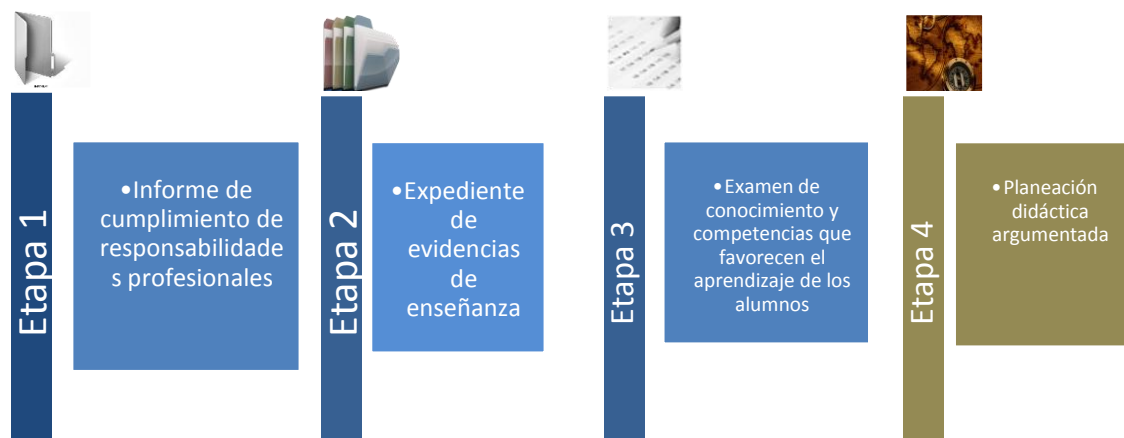 Etapa 1
•Informe de
cumplimiento de
responsabilidade
s profesionales
Etapa 2
•Expediente
de
evidencias
de
enseñanza
Etapa 3
•Examen de
conocimiento y
competencias que
favorecen el
aprendizaje de los
alumnos
Etapa 4
•Planeación
didáctica
argumentada